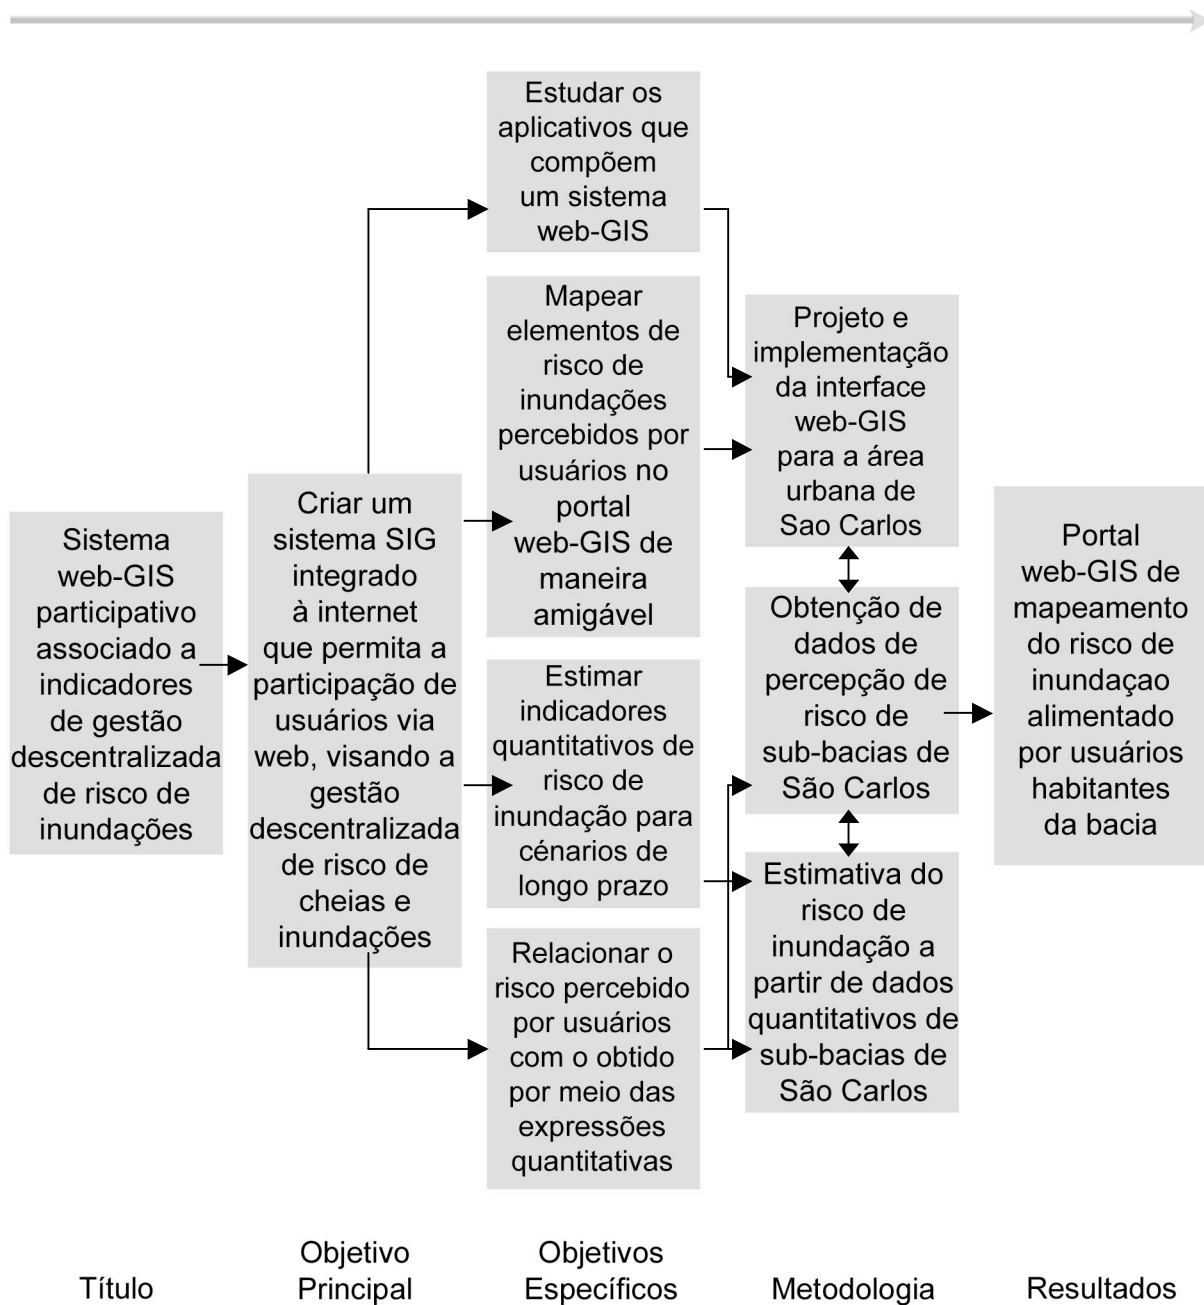 Sistema
web-GIS
participativo
associado a
indicadores
de gestão
descentralizada
de risco de
inundações
Criar um
sistema SIG
integrado
à internet
que permita a
participação de
usuários via
web, visando a
gestão
descentralizada
de risco de
cheias e
inundações
Estudar os
aplicativos que
compõem
um sistema
web-GIS
Mapear
elementos de
risco de
inundações
percebidos por
usuários no
portal
web-GIS de
maneira
amigável
Estimar
indicadores
quantitativos de
risco de
inundação para
cénarios de
longo prazo
Relacionar o
risco percebido
por usuários
com o obtido
por meio das
expressões
quantitativas
Projeto e
implementação
da interface
web-GIS
para a área
urbana de
Sao Carlos
Obtenção de
dados de
percepção de
risco de
sub-bacias de
São Carlos
Estimativa do
risco de
inundação a
partir de dados
quantitativos de
sub-bacias de
São Carlos
Portal
web-GIS de
mapeamento
do risco de
inundaçao
alimentado
por usuários
habitantes
da bacia
Título
Objetivo
Principal
Objetivos
Específicos
Metodologia
Resultados